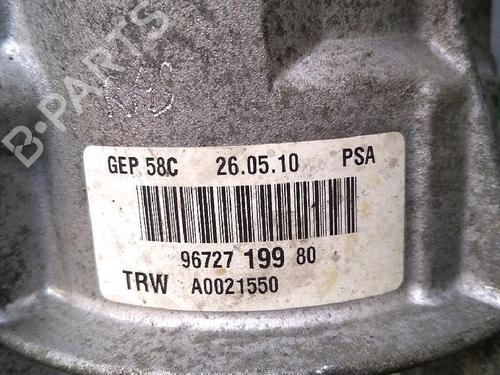 B-PARTS
GEP 58C 26.05.10 PSA
96727 199 80
TRW A0021550